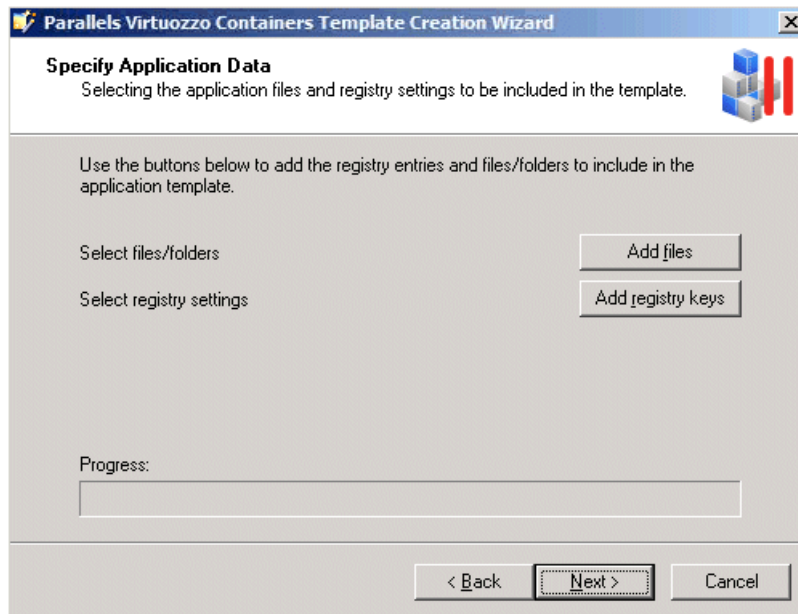 Parallels Virtuozzo Containers Template Creation Wizard
Specify Application Data
Selecting the application files and registry settings to be included in the template.
Use the buttons below to add the registry entries and files/folders to include in the
application template.
Select files/folders
Add files
Select registry settings
Add registry keys
Progress:
< Back
Next >
Cancel